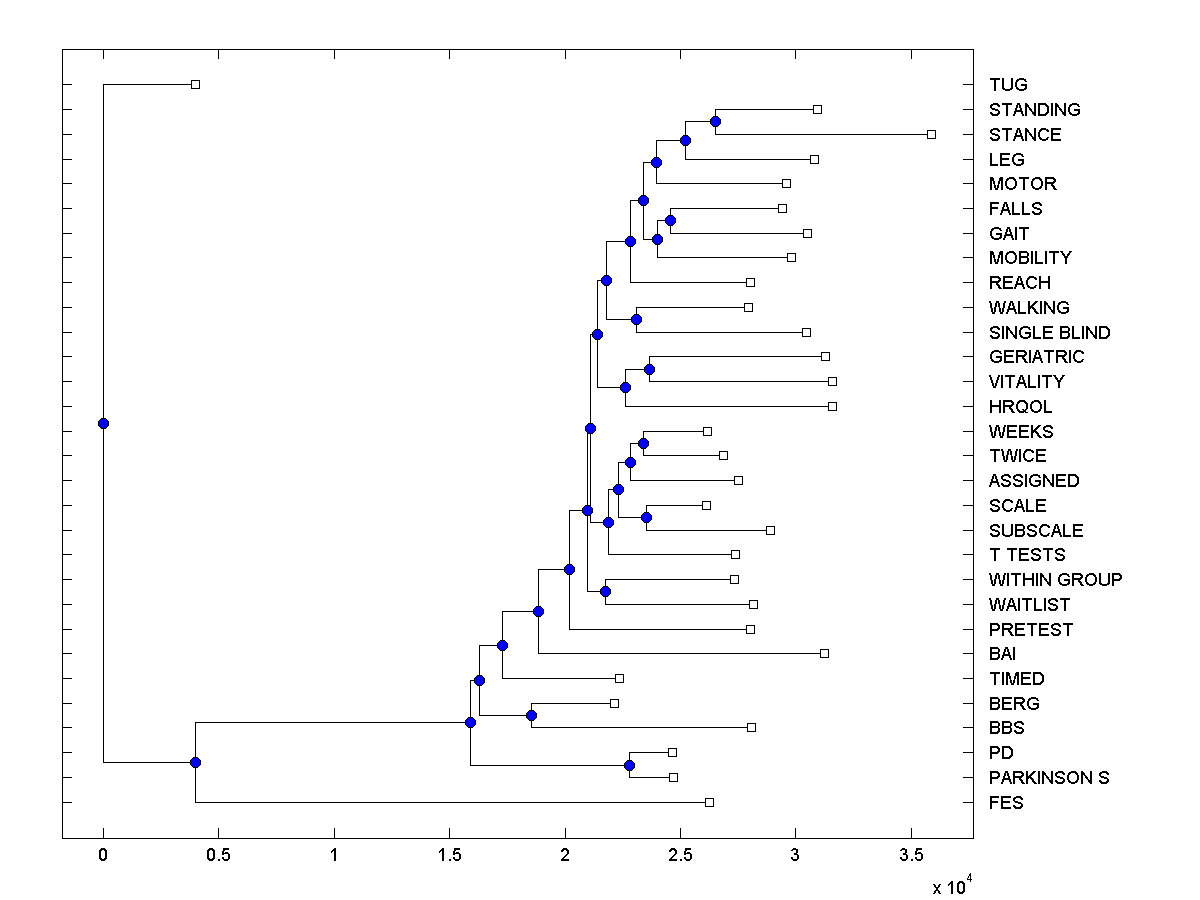 TUG
STANDING
STANCE
LEG
MOTOR
FALLS
GAIT
MOBILITY
REACH
WALKING
SINGLE BLIND
GERIATRIC
VITALITY
HRQOL
WEEKS
TWICE
ASSIGNED
SCALE
SUBSCALE
T TESTS
WITHIN GROUP
WAITLIST
PRETEST
BAI
TIMED
BERG
BBS
PD
PARKINSON S
FES
0 0.5 1 1.5 2 2.5 3 3.5
x 10^4